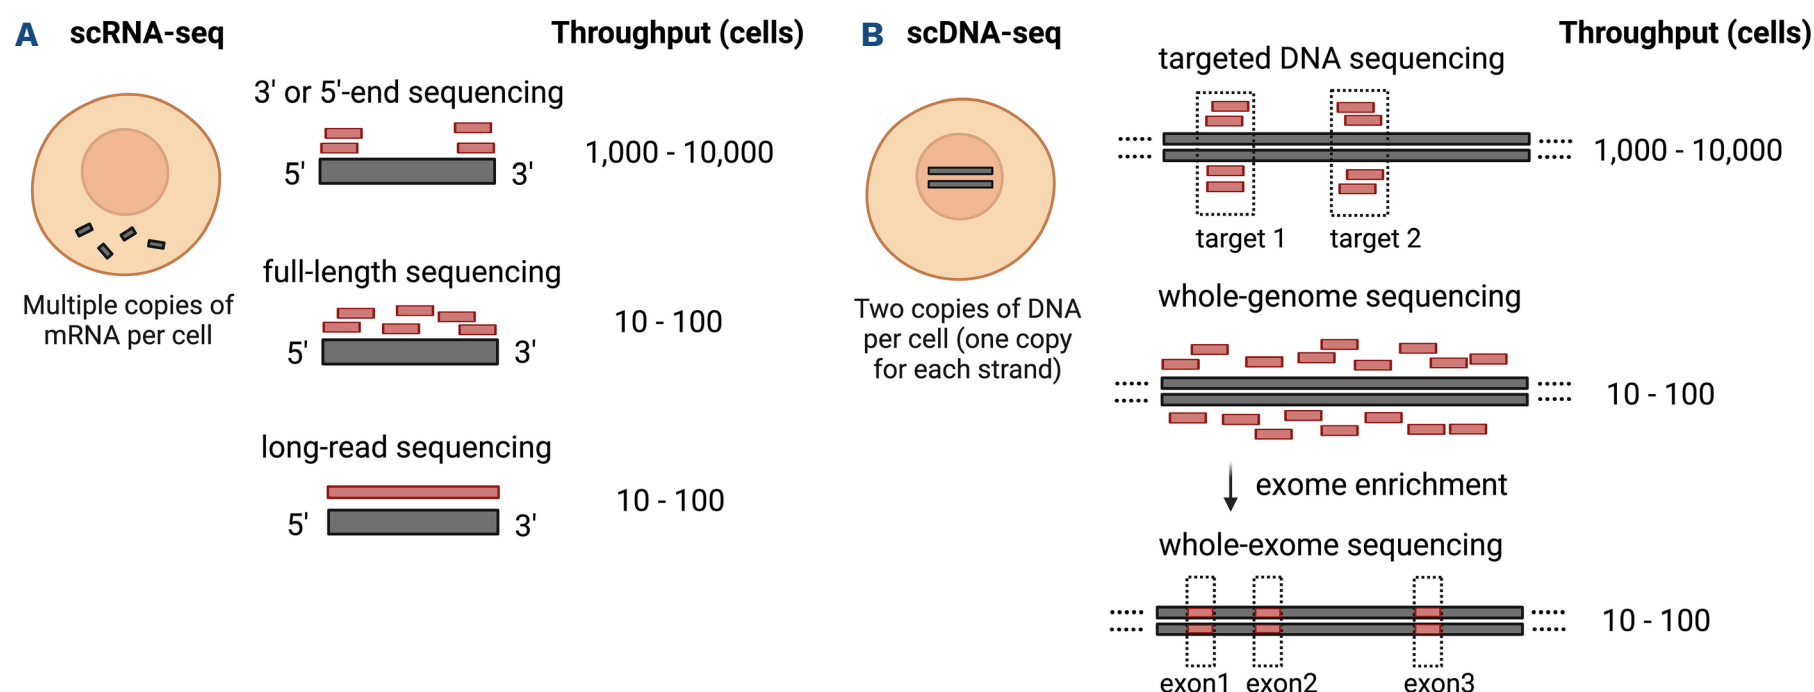 A scRNA-seq Throughput (cells)
3' or 5'-end sequencing
5' 3' 1,000 - 10,000
Multiple copies of
mRNA per cell
full-length sequencing
5' 3' 10 - 100
long-read sequencing
5' 3' 10 - 100
B scDNA-seq Throughput (cells)
targeted DNA sequencing
1,000 - 10,000
target 1 target 2
Two copies of DNA
per cell (one copy
for each strand)
whole-genome sequencing
10 - 100
exome enrichment
whole-exome sequencing
10 - 100
exon1 exon2 exon3